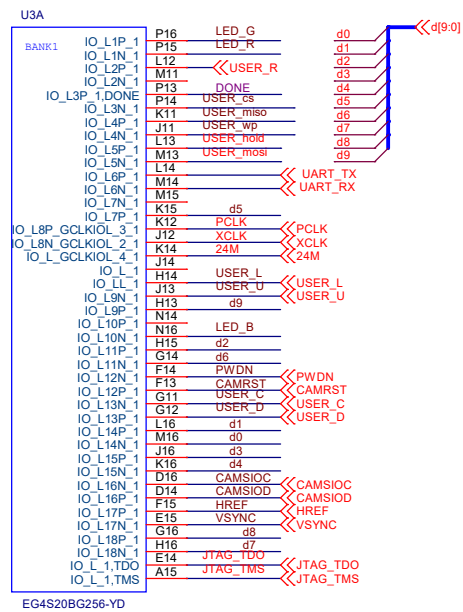 U3A
BANK1
IO_L1P_1 P16 LED_G d0 d[9:0]
IO_L1N_1 P15 LED_R d1
IO_L2P_1 L12 USER_R d2
IO_L2N_1 M11 d3
IO_L3P_1,DONE P13 DONE d4
IO_L3N_1 P14 USER_cs d5
IO_L4P_1 K11 USER_miso d6
IO_L4N_1 J11 USER_wp d7
IO_L5P_1 L13 USER_hold d8
IO_L5N_1 M13 USER_mosi d9
IO_L6P_1 L14 UART_TX
IO_L6N_1 M14 UART_RX
IO_L7N_1 M15
IO_L7P_1 K15 d5
IO_L8P_GCLKIOL_3_1 K12 PCLK PCLK
IO_L8N_GCLKIOL_2_1 J12 XCLK XCLK
IO_L_GCLKIOL_4_1 K14 24M 24M
IO_L_1 J14
IO_LL_1 H14 USER_L USER_L
IO_L9N_1 J13 USER_U USER_U
IO_L9P_1 H13 d9
IO_L10P_1 N14
IO_L10N_1 N16 LED_B
IO_L11P_1 H15 d2
IO_L11N_1 G14 d6
IO_L12N_1 F14 PWDN PWDN
IO_L12P_1 F13 CAMRST CAMRST
IO_L13N_1 G11 USER_C USER_C
IO_L13P_1 G12 USER_D USER_D
IO_L14P_1 L16 d1
IO_L14N_1 M16 d0
IO_L15P_1 J16 d3
IO_L15N_1 K16 d4
IO_L16N_1 D16 CAMSIOC CAMSIOC
IO_L16P_1 D14 CAMSIOD CAMSIOD
IO_L17P_1 F15 HREF HREF
IO_L17N_1 E15 VSYNC VSYNC
IO_L18P_1 G16 d8
IO_L18N_1 H16 d7
IO_L_1,TDO E14 JTAG_TDO JTAG_TDO
IO_L_1,TMS A15 JTAG_TMS JTAG_TMS
EG4S20BG256-YD